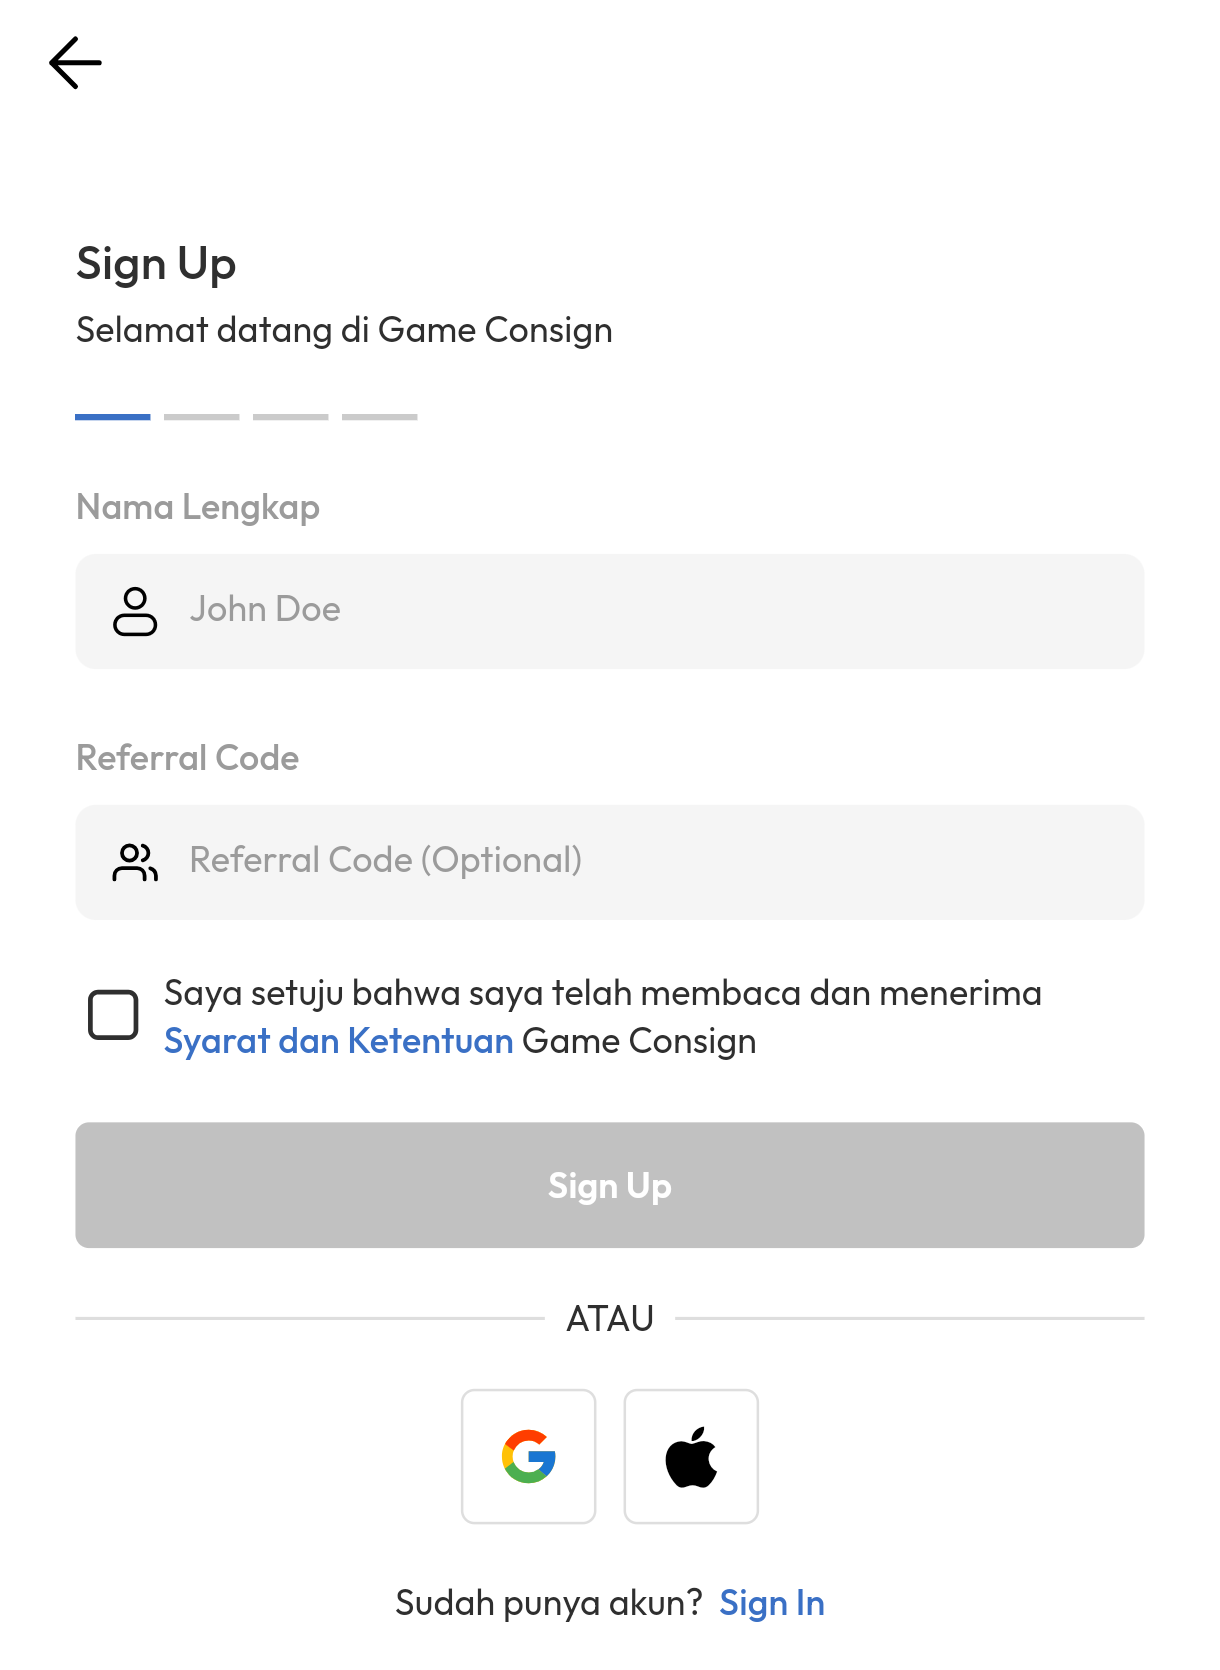 Sign Up
Selamat datang di Game Consign
Nama Lengkap
John Doe
Referral Code
Referral Code (Optional)
Saya setuju bahwa saya telah membaca dan menerima
Syarat dan Ketentuan Game Consign
Sign Up
ATAU
Sudah punya akun? Sign In